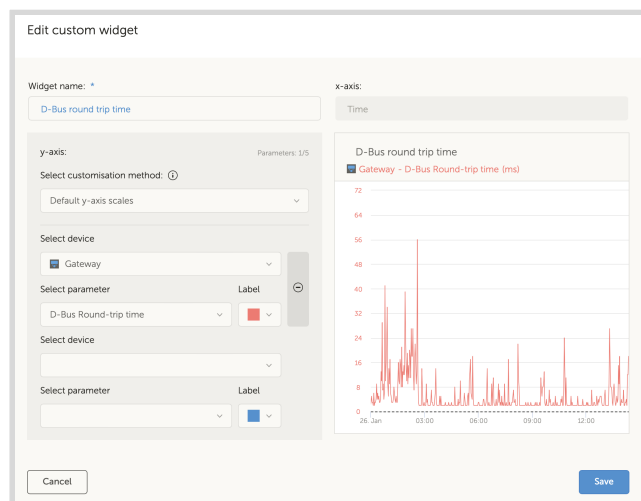 Edit custom widget
Widget name: *
x-axis:
D-Bus round trip time
Time
y-axis:
Parameters: 1/5
Select customisation method:
Default y-axis scales
Select device
Gateway
Select parameter
Label
D-Bus Round-trip time
Select device
Select parameter
Label
D-Bus round trip time
Gateway - D-Bus Round-trip time (ms)
72
64
56
48
40
32
24
16
8
0
26. Jan
03:00
06:00
09:00
12:00
Cancel
Save